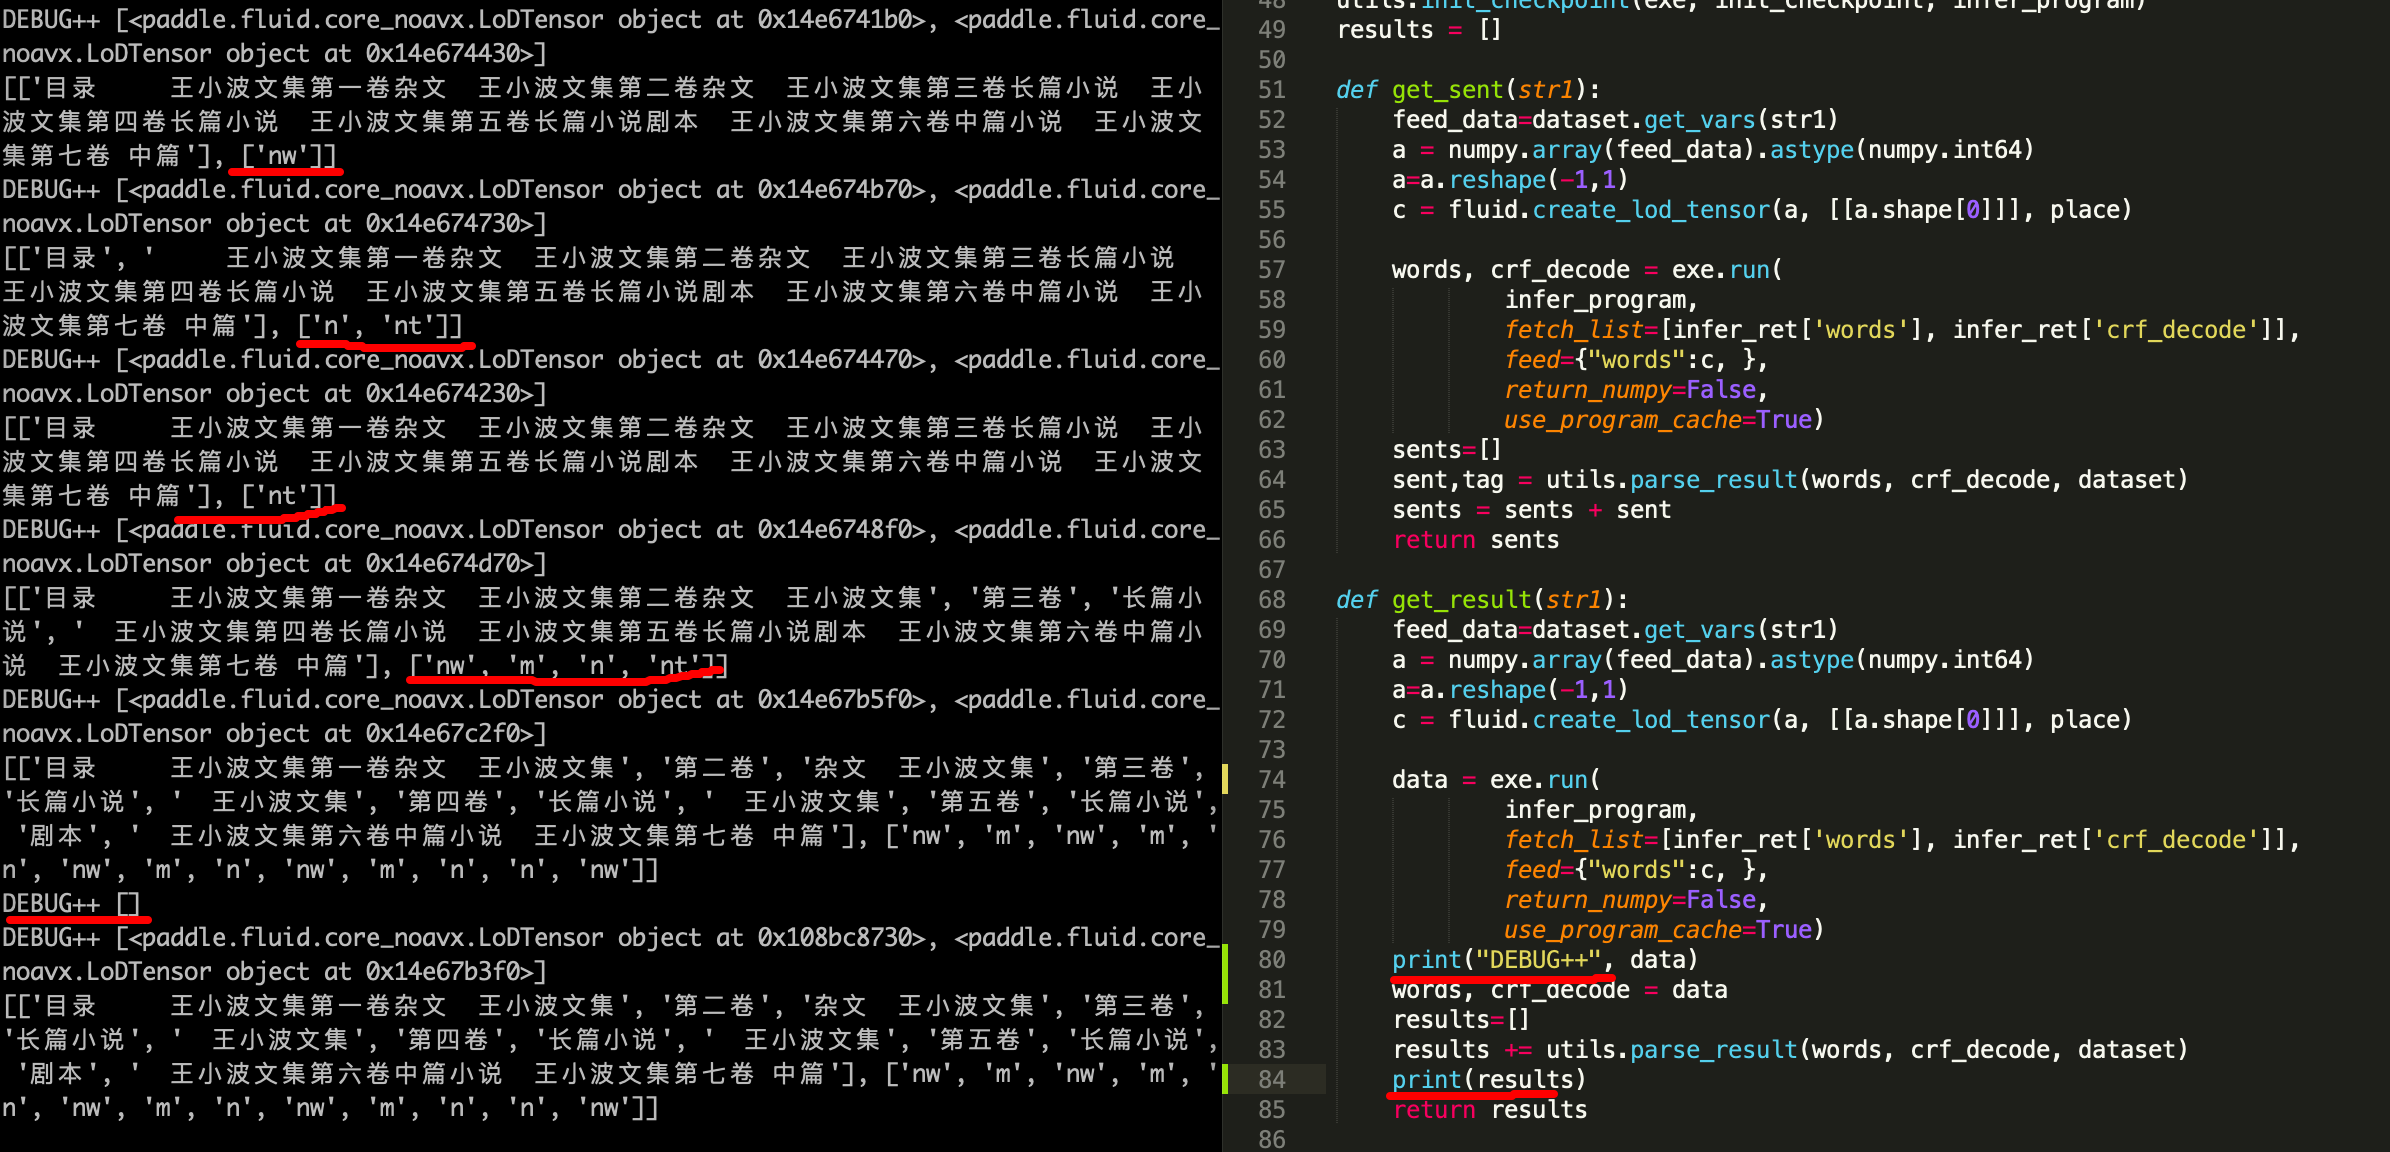 DEBUG++ [<paddle.fluid.core_noavx.LoDTensor object at 0x14e6741b0>, <paddle.fluid.core_
noavx.LoDTensor object at 0x14e674430>]
[['目录     王小波文集第一卷杂文  王小波文集第二卷杂文  王小波文集第三卷长篇小说  王小
波文集第四卷长篇小说  王小波文集第五卷长篇小说剧本  王小波文集第六卷中篇小说  王小波文
集第七卷 中篇'], ['nw']]
DEBUG++ [<paddle.fluid.core_noavx.LoDTensor object at 0x14e674b70>, <paddle.fluid.core_
noavx.LoDTensor object at 0x14e674730>]
[['目录', '     王小波文集第一卷杂文  王小波文集第二卷杂文  王小波文集第三卷长篇小说
王小波文集第四卷长篇小说  王小波文集第五卷长篇小说剧本  王小波文集第六卷中篇小说  王小
波文集第七卷 中篇'], ['n', 'nt']]
DEBUG++ [<paddle.fluid.core_noavx.LoDTensor object at 0x14e674470>, <paddle.fluid.core_
noavx.LoDTensor object at 0x14e674230>]
[['目录     王小波文集第一卷杂文  王小波文集第二卷杂文  王小波文集第三卷长篇小说  王小
波文集第四卷长篇小说  王小波文集第五卷长篇小说剧本  王小波文集第六卷中篇小说  王小波文
集第七卷 中篇'], ['nt']]
DEBUG++ [<paddle.fluid.core_noavx.LoDTensor object at 0x14e6748f0>, <paddle.fluid.core_
noavx.LoDTensor object at 0x14e674d70>]
[['目录     王小波文集第一卷杂文  王小波文集第二卷杂文  王小波文集', '第三卷', '长篇小
说', '  王小波文集第四卷长篇小说  王小波文集第五卷长篇小说剧本  王小波文集第六卷中篇小
说  王小波文集第七卷 中篇'], ['nw', 'm', 'n', 'nt']]
DEBUG++ [<paddle.fluid.core_noavx.LoDTensor object at 0x14e67b5f0>, <paddle.fluid.core_
noavx.LoDTensor object at 0x14e67c2f0>]
[['目录     王小波文集第一卷杂文  王小波文集', '第二卷', '杂文  王小波文集', '第三卷',
'长篇小说', '  王小波文集', '第四卷', '长篇小说', '  王小波文集', '第五卷', '长篇小说',
 '剧本', '  王小波文集第六卷中篇小说  王小波文集第七卷 中篇'], ['nw', 'm', 'nw', 'm', '
n', 'nw', 'm', 'n', 'nw', 'm', 'n', 'n', 'nw']]
DEBUG++ []
DEBUG++ [<paddle.fluid.core_noavx.LoDTensor object at 0x108bc8730>, <paddle.fluid.core_
noavx.LoDTensor object at 0x14e67b3f0>]
[['目录     王小波文集第一卷杂文  王小波文集', '第二卷', '杂文  王小波文集', '第三卷',
'长篇小说', '  王小波文集', '第四卷', '长篇小说', '  王小波文集', '第五卷', '长篇小说',
 '剧本', '  王小波文集第六卷中篇小说  王小波文集第七卷 中篇'], ['nw', 'm', 'nw', 'm', '
n', 'nw', 'm', 'n', 'nw', 'm', 'n', 'n', 'nw']]
48 utils.init_checkpoint(exe, init_checkpoint, infer_program)
49 results = []
50
51 def get_sent(str1):
52     feed_data=dataset.get_vars(str1)
53     a = numpy.array(feed_data).astype(numpy.int64)
54     a=a.reshape(-1,1)
55     c = fluid.create_lod_tensor(a, [[a.shape[0]]], place)
56
57     words, crf_decode = exe.run(
58             infer_program,
59             fetch_list=[infer_ret['words'], infer_ret['crf_decode']],
60             feed={"words":c, },
61             return_numpy=False,
62             use_program_cache=True)
63     sents=[]
64     sent,tag = utils.parse_result(words, crf_decode, dataset)
65     sents = sents + sent
66     return sents
67
68 def get_result(str1):
69     feed_data=dataset.get_vars(str1)
70     a = numpy.array(feed_data).astype(numpy.int64)
71     a=a.reshape(-1,1)
72     c = fluid.create_lod_tensor(a, [[a.shape[0]]], place)
73
74     data = exe.run(
75             infer_program,
76             fetch_list=[infer_ret['words'], infer_ret['crf_decode']],
77             feed={"words":c, },
78             return_numpy=False,
79             use_program_cache=True)
80     print("DEBUG++", data)
81     words, crf_decode = data
82     results=[]
83     results += utils.parse_result(words, crf_decode, dataset)
84     print(results)
85     return results
86